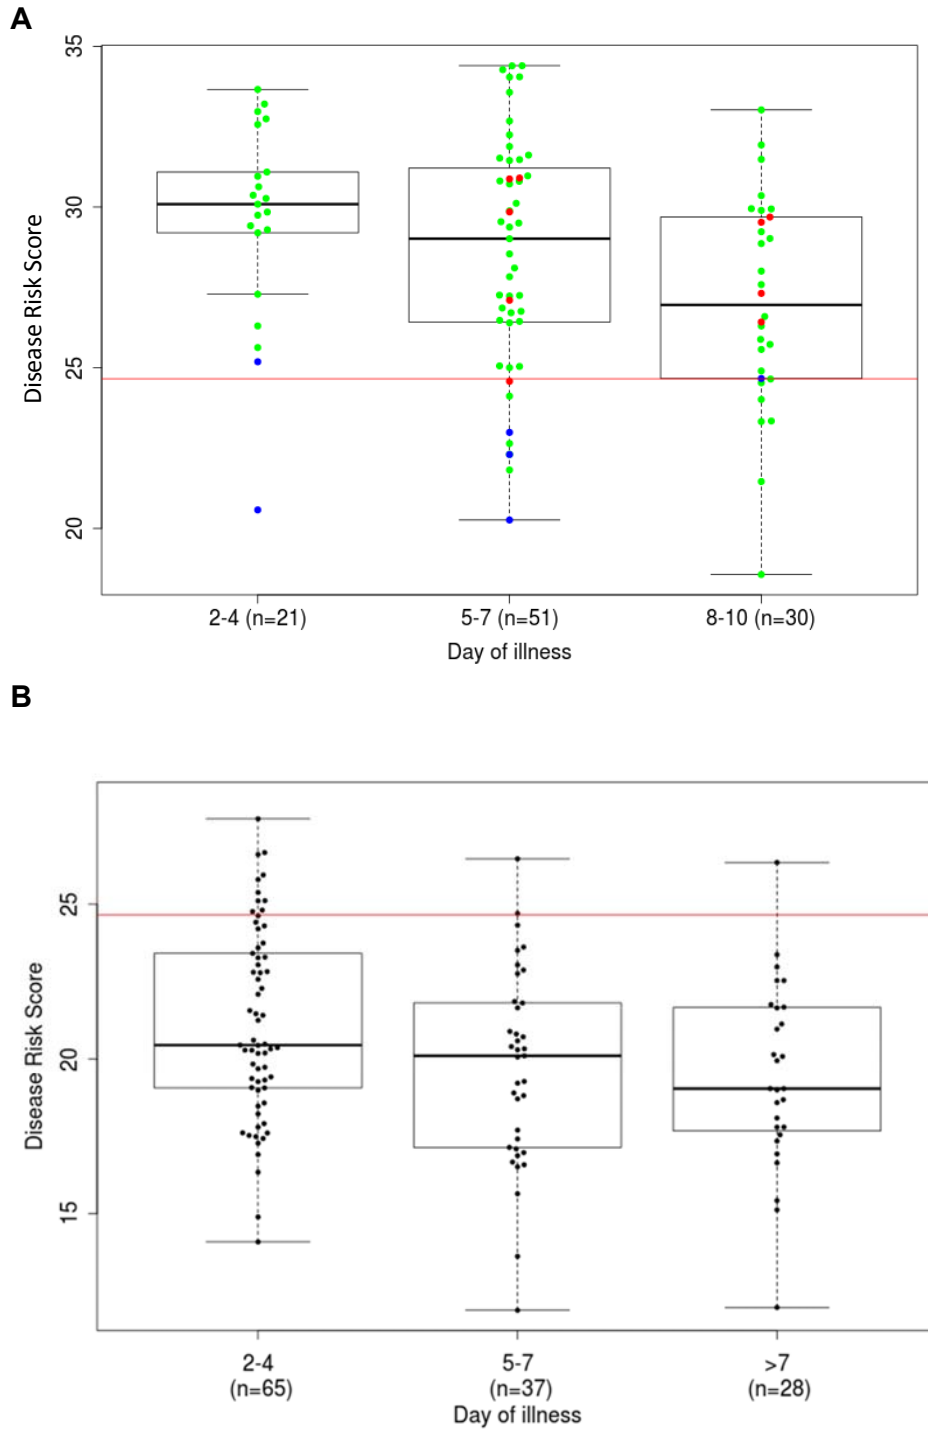 A
35
30
25
20
Disease Risk Score
2-4 (n=21)
5-7 (n=51)
8-10 (n=30)
Day of illness
B
25
20
15
Disease Risk Score
2-4
(n=65)
5-7
(n=37)
>7
(n=28)
Day of illness